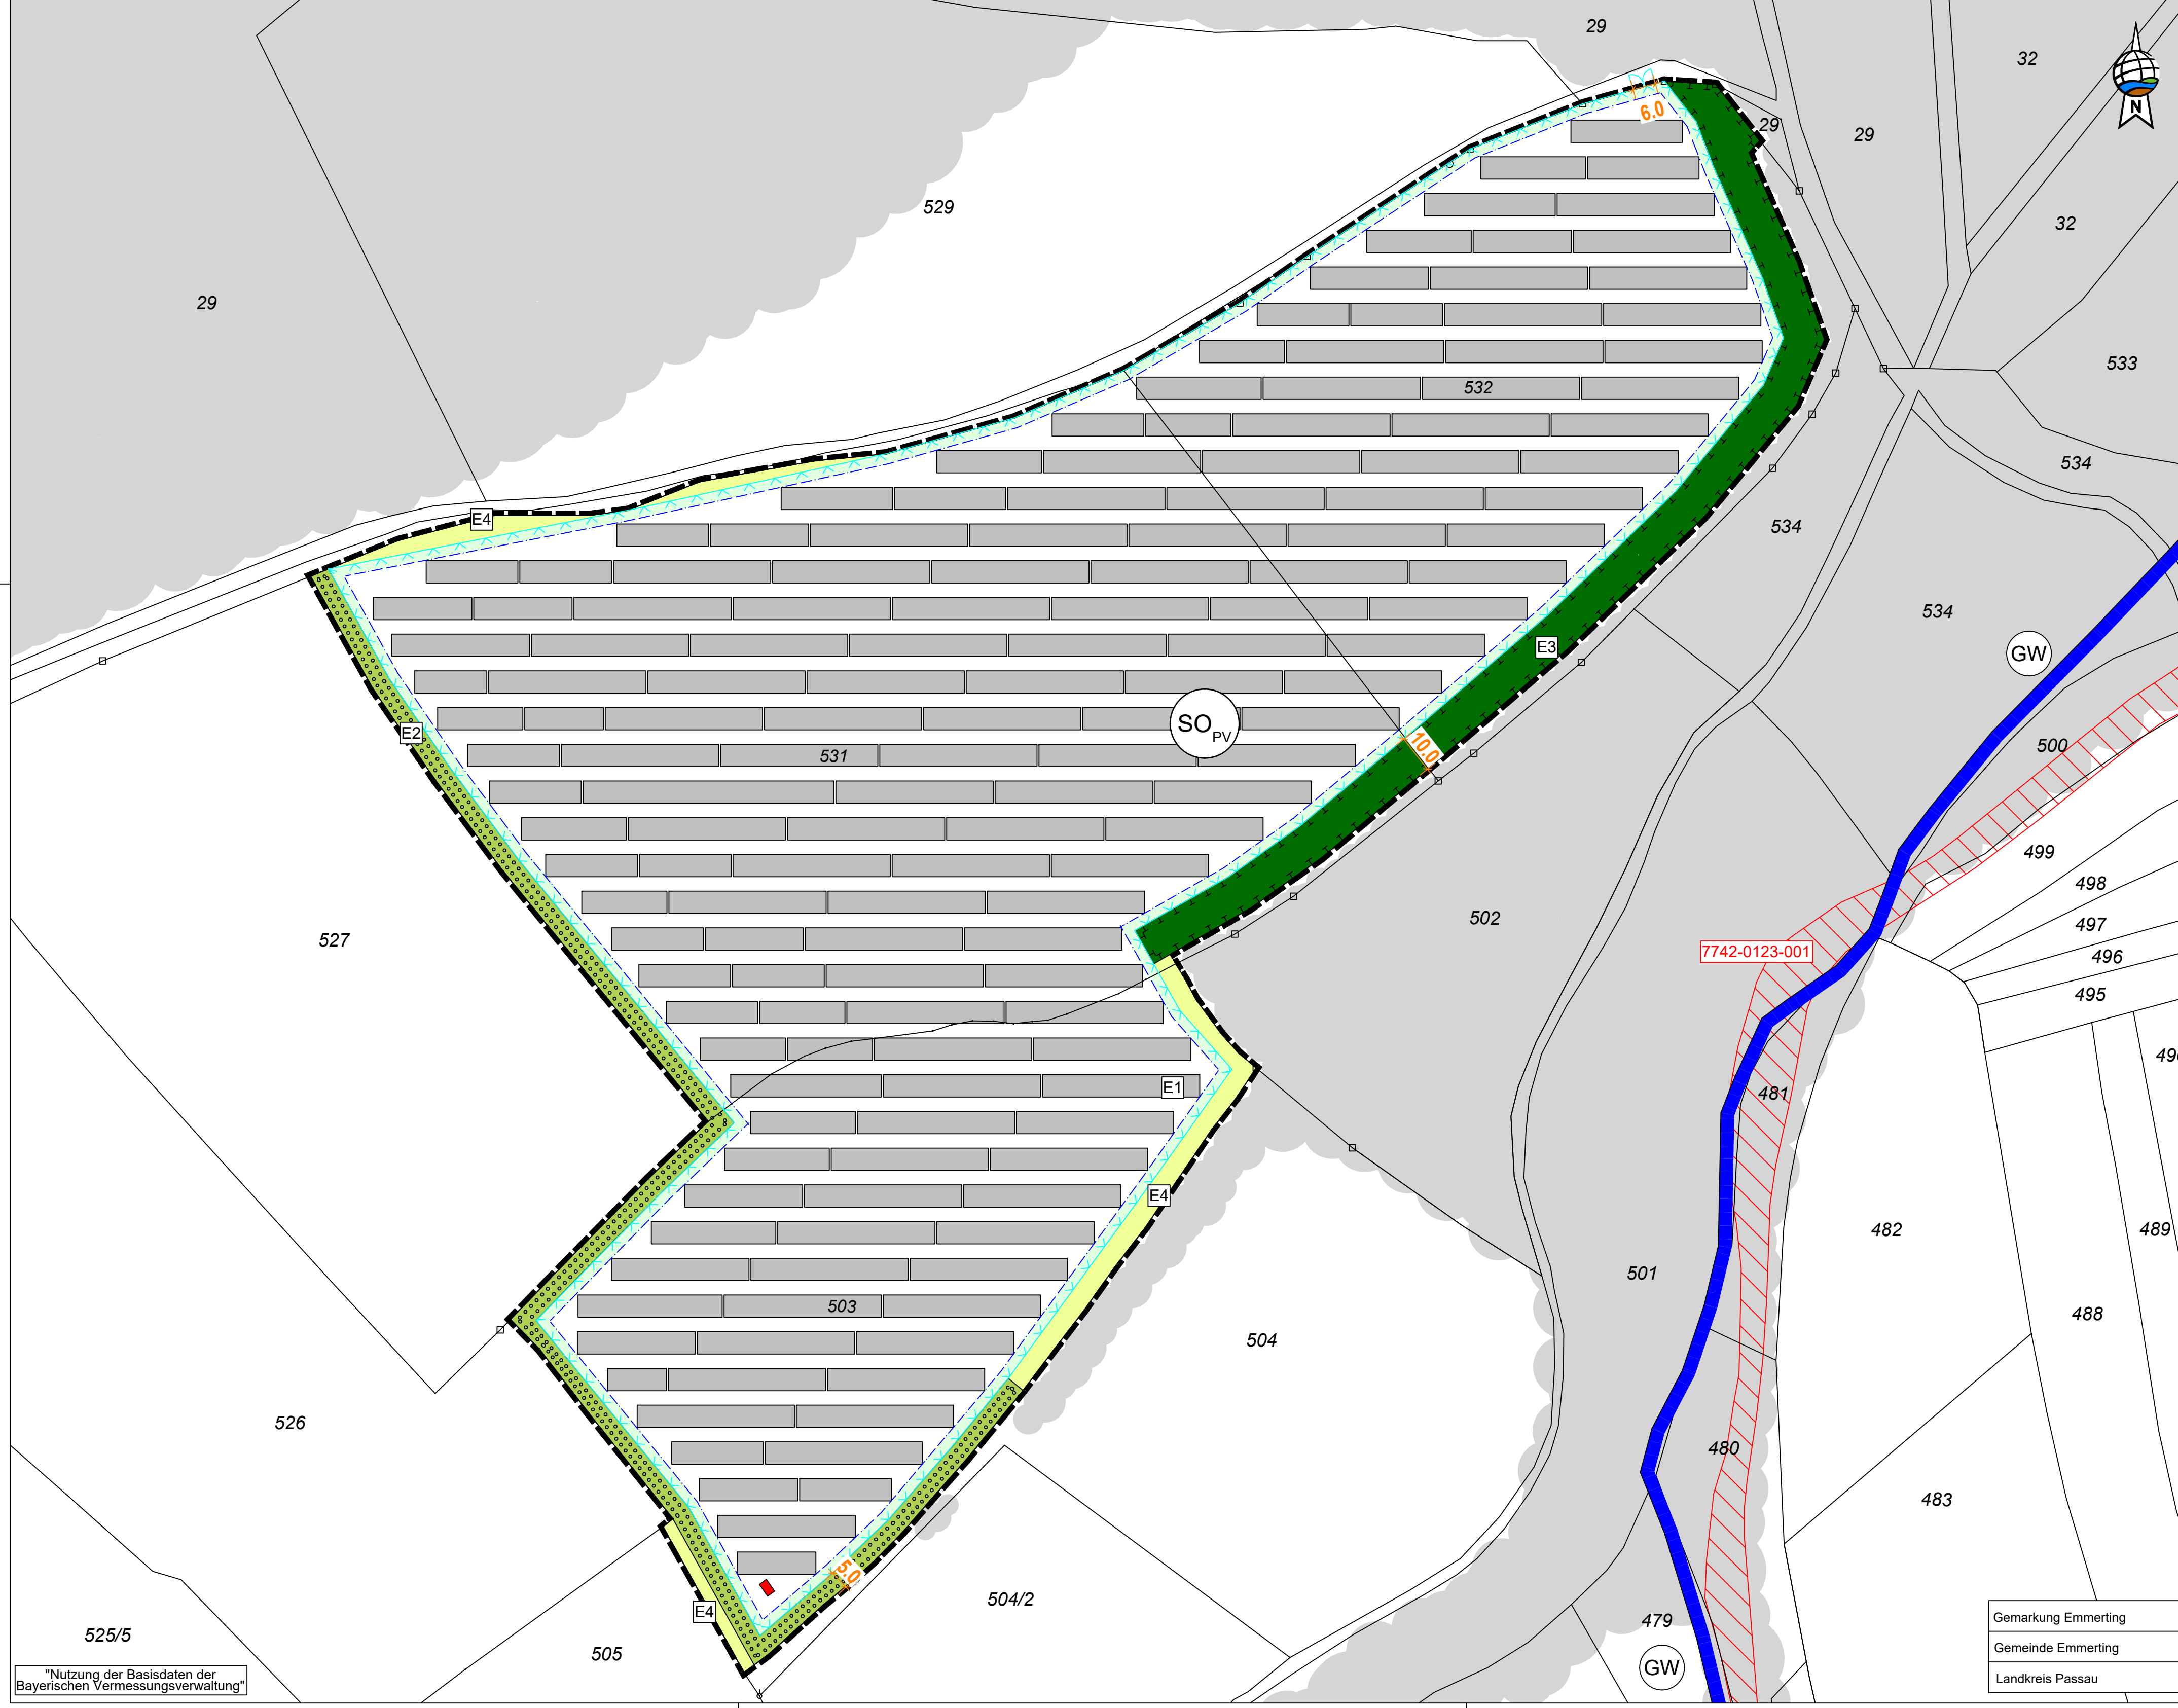 29
32
N
6.0
29
29
529
32
29
533
532
534
E4
534
534
E3
GW
SO PV
E2
10.0
500
531
499
498
502
497
527
7742-0123-001
496
495
E1
481
E4
482
489
501
503
488
504
526
480
483
5.0
504/2
E4
479
Gemarkung Emmerting
525/5
Gemeinde Emmerting
505
GW
"Nutzung der Basisdaten der
Bayerischen Vermessungsverwaltung"
Landkreis Passau